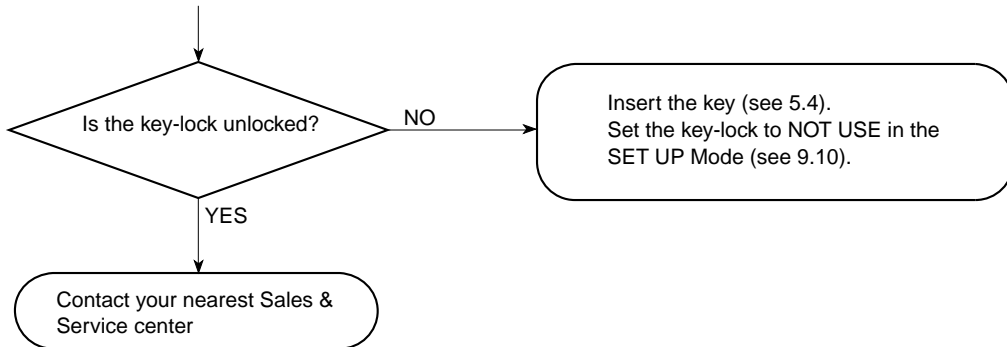 Is the key-lock unlocked?
NO
Insert the key (see 5.4).
Set the key-lock to NOT USE in the
SET UP Mode (see 9.10).
YES
Contact your nearest Sales &
Service center